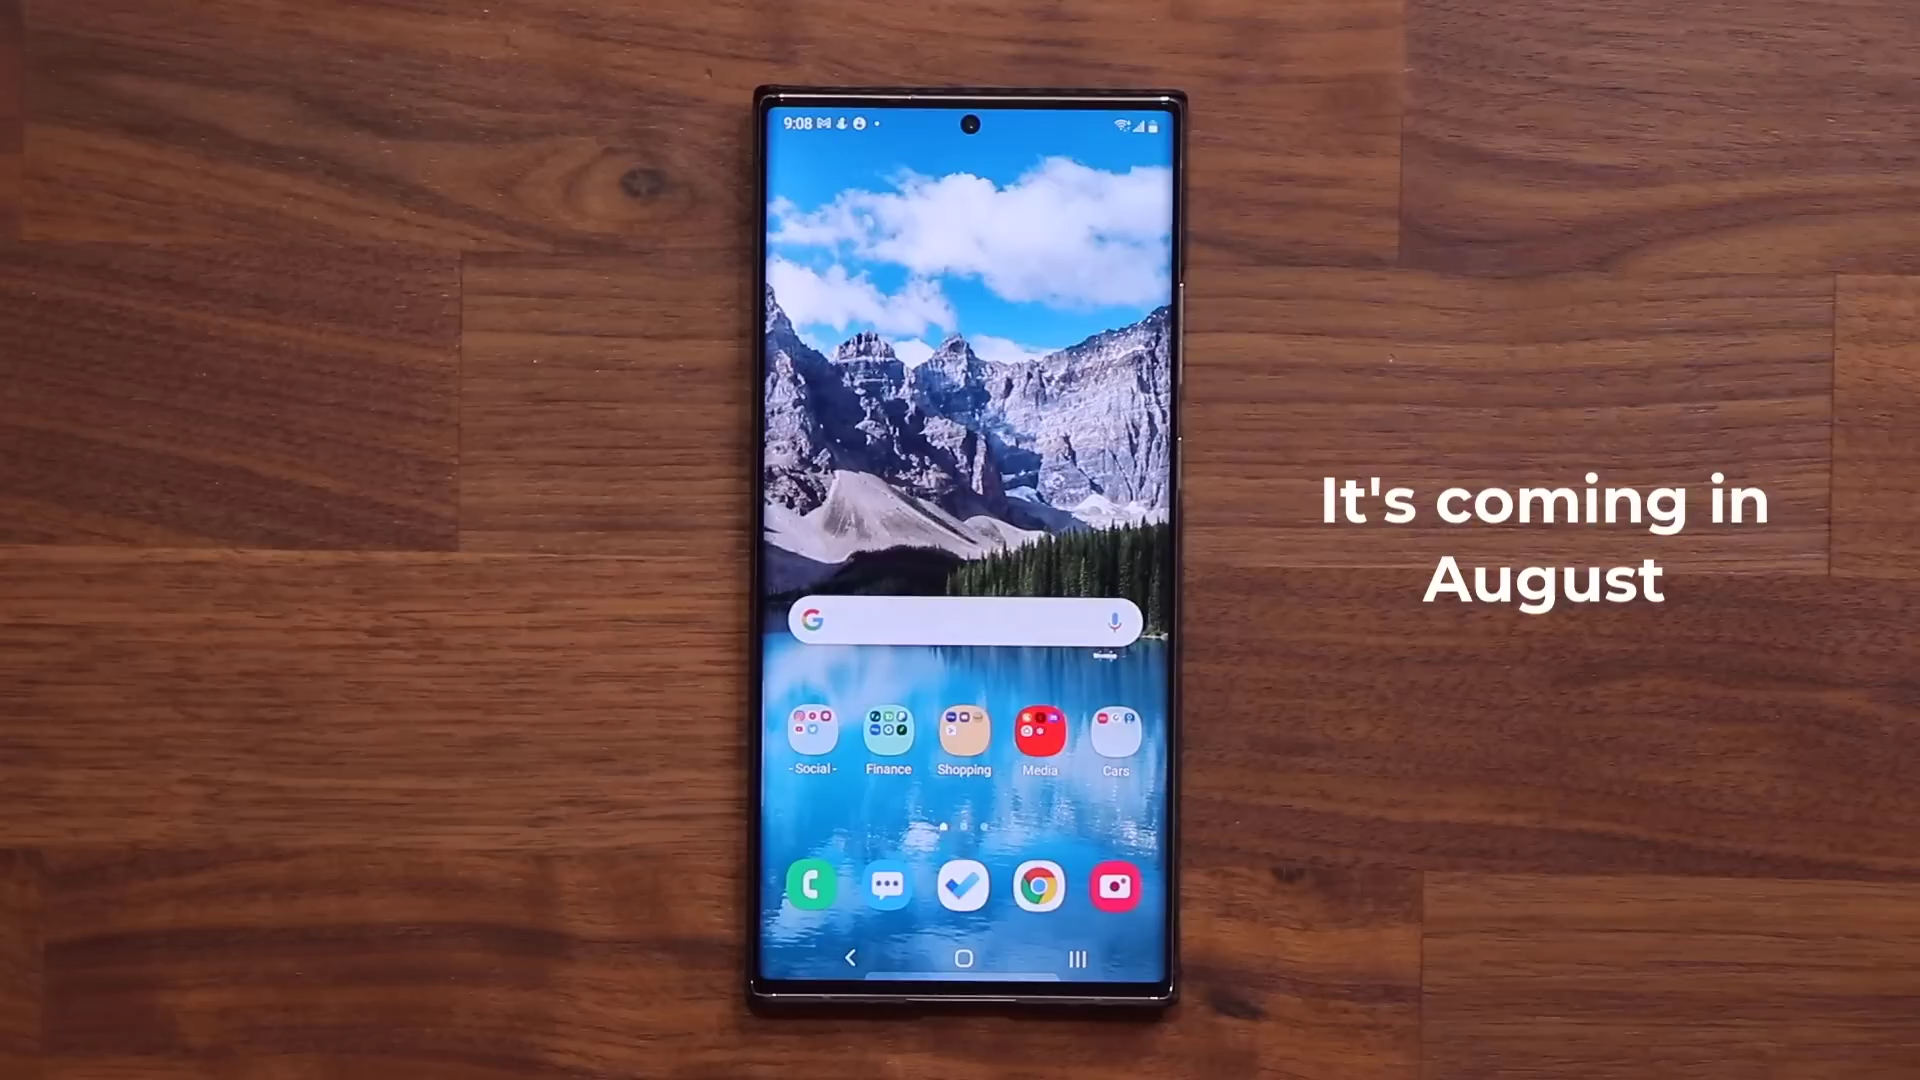 9:08
It's coming in
August
- Social -
Finance
Shopping
Media
Cars